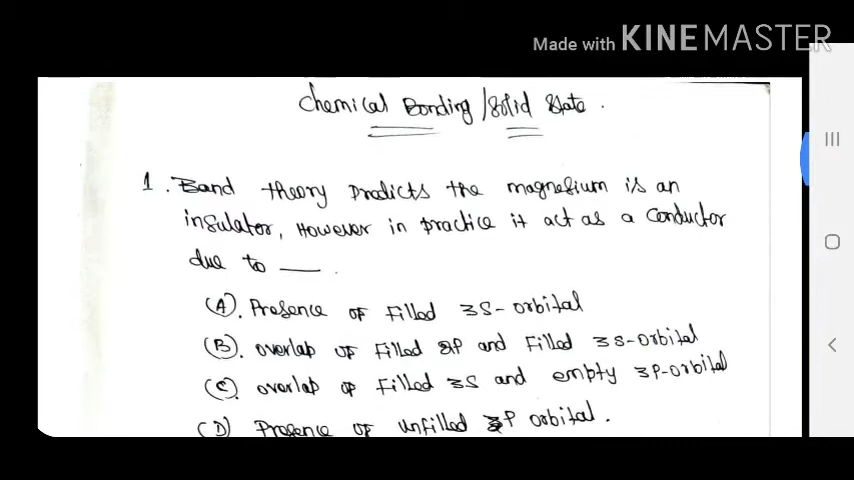 Made with KINEMASTER
Chemical Bonding /Solid State.
1. Band theory predicts the magnesium is an
insulator, However in practice it act as a conductor
due to ___.
(A). Presence of filled 3S-orbital
(B). overlap of filled 2P and filled 3S-orbital
(C). overlap of filled 3S and empty 3P-orbital
(D) Presence of unfilled 3P orbital.